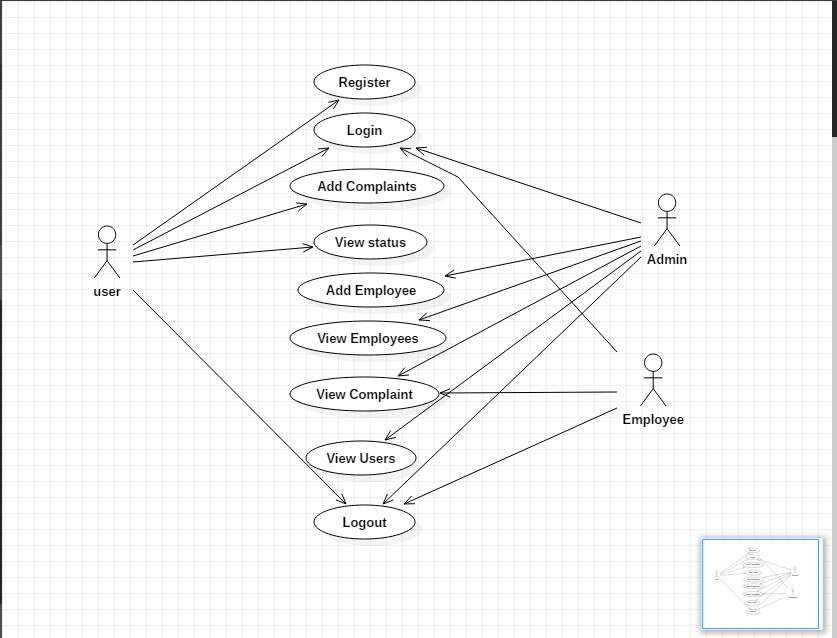 Register
Login
Add Complaints
View status
Add Employee
View Employees
View Complaint
View Users
Logout
user
Admin
Employee